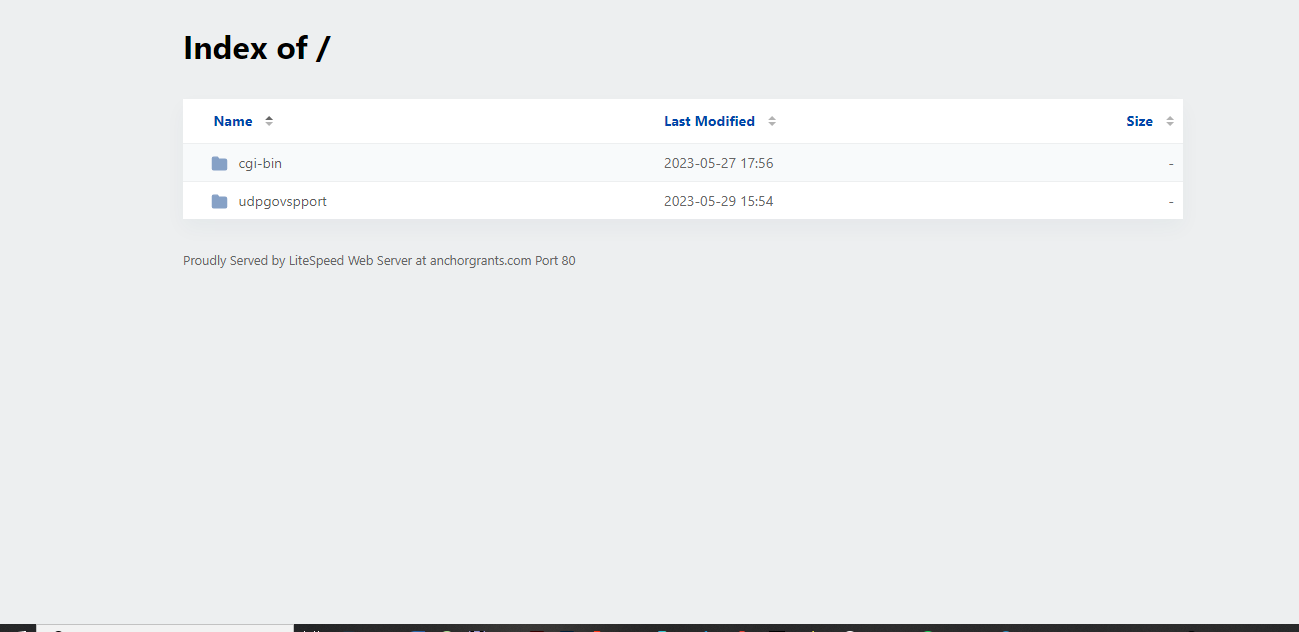 Index of /
Name Last Modified Size
cgi-bin 2023-05-27 17:56 -
udpgovspport 2023-05-29 15:54 -
Proudly Served by LiteSpeed Web Server at anchorgrants.com Port 80